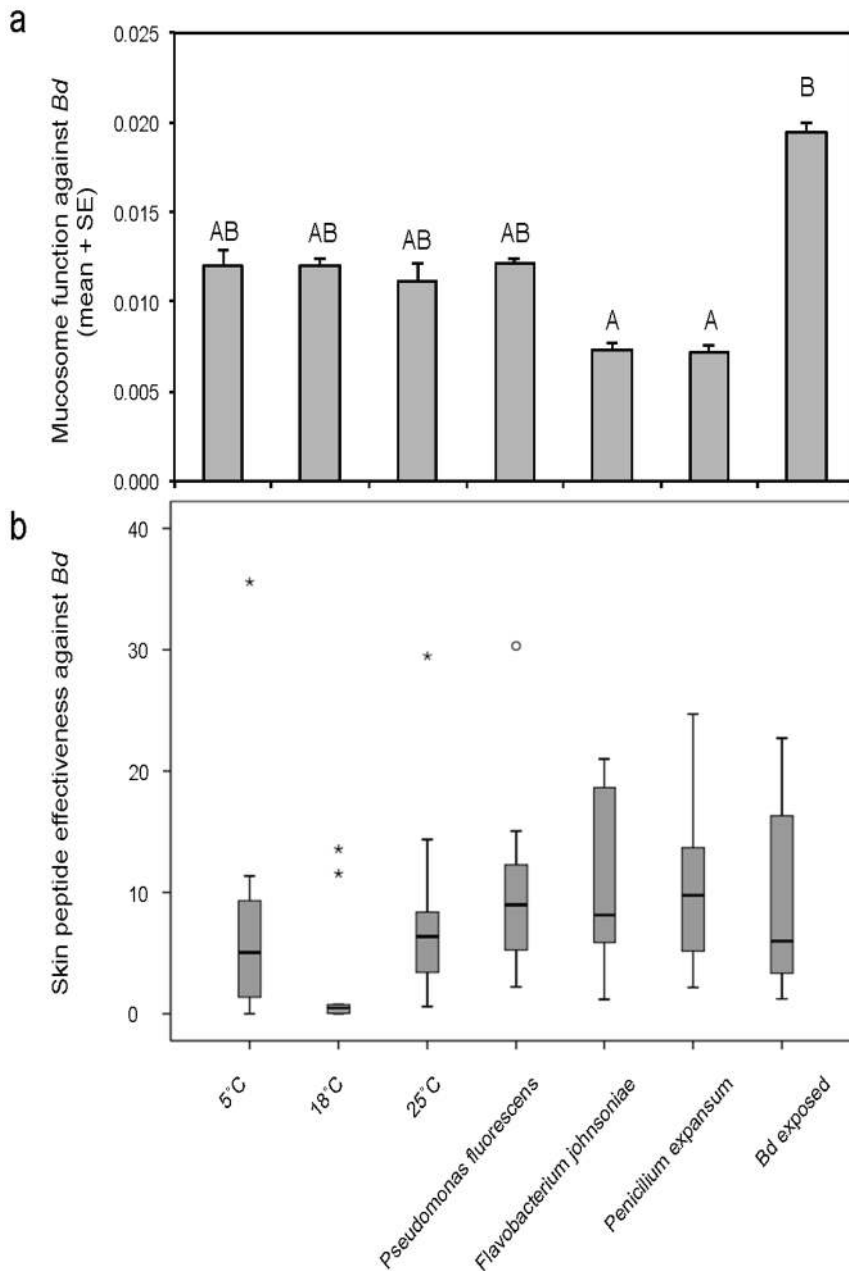 a
Mucosome function against Bd
(mean + SE)
0.025
0.020
0.015
0.010
0.005
0.000
AB
AB
AB
AB
A
A
B
b
Skin peptide effectiveness against Bd
40
30
20
10
0
5°C
18°C
25°C
Pseudomonas fluorescens
Flavobacterium johnsoniae
Penicilium expansum
Bd exposed